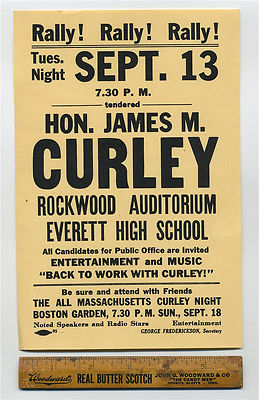 Rally! Rally! Rally!
Tues. Night SEPT. 13
7.30 P. M.
tendered
HON. JAMES M.
CURLEY
ROCKWOOD AUDITORIUM
EVERETT HIGH SCHOOL
All Candidates for Public Office are Invited
ENTERTAINMENT and MUSIC
"BACK TO WORK WITH CURLEY!"
Be sure and attend with Friends
THE ALL MASSACHUSETTS CURLEY NIGHT
BOSTON GARDEN, 7.30 P.M. SUN., SEPT. 18
Noted Speakers and Radio Stars Entertainment
GEORGE FREDERICKSON, Secretary
Woodward's REAL BUTTER SCOTCH JOHN G. WOODWARD & CO.
"THE CANDY MEN"
COUNCIL BLUFFS IOWA